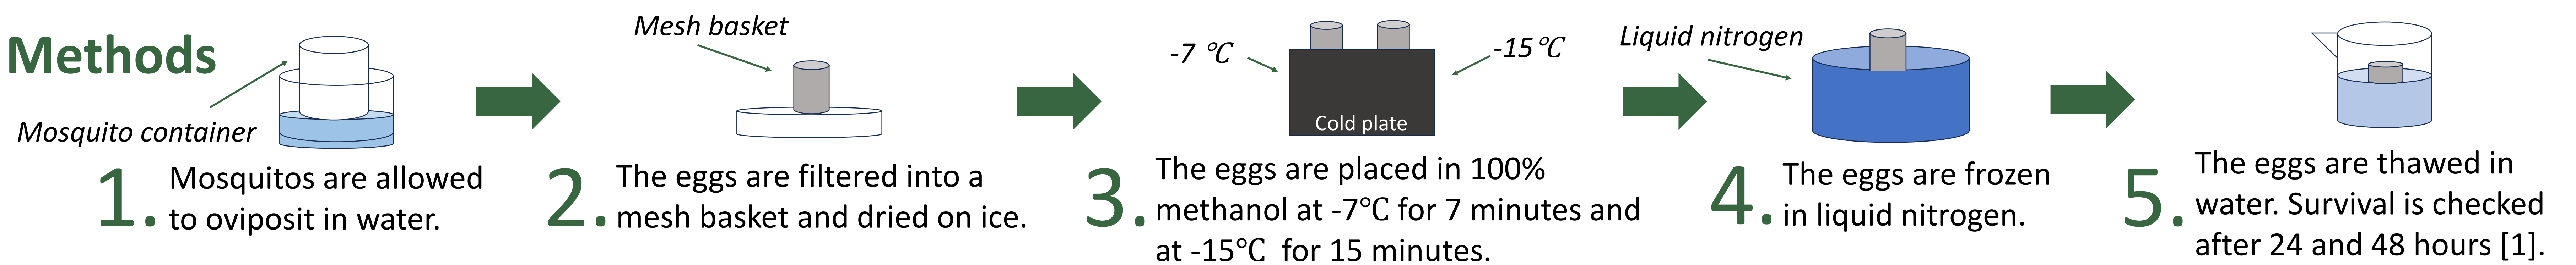 Methods
Mosquito container
1. Mosquitos are allowed
to oviposit in water.
Mesh basket
2. The eggs are filtered into a
mesh basket and dried on ice.
-7 °C
-15°C
Cold plate
3. The eggs are placed in 100%
methanol at -7°C for 7 minutes and
at -15°C for 15 minutes.
Liquid nitrogen
4. The eggs are frozen
in liquid nitrogen.
5. The eggs are thawed in
water. Survival is checked
after 24 and 48 hours [1].